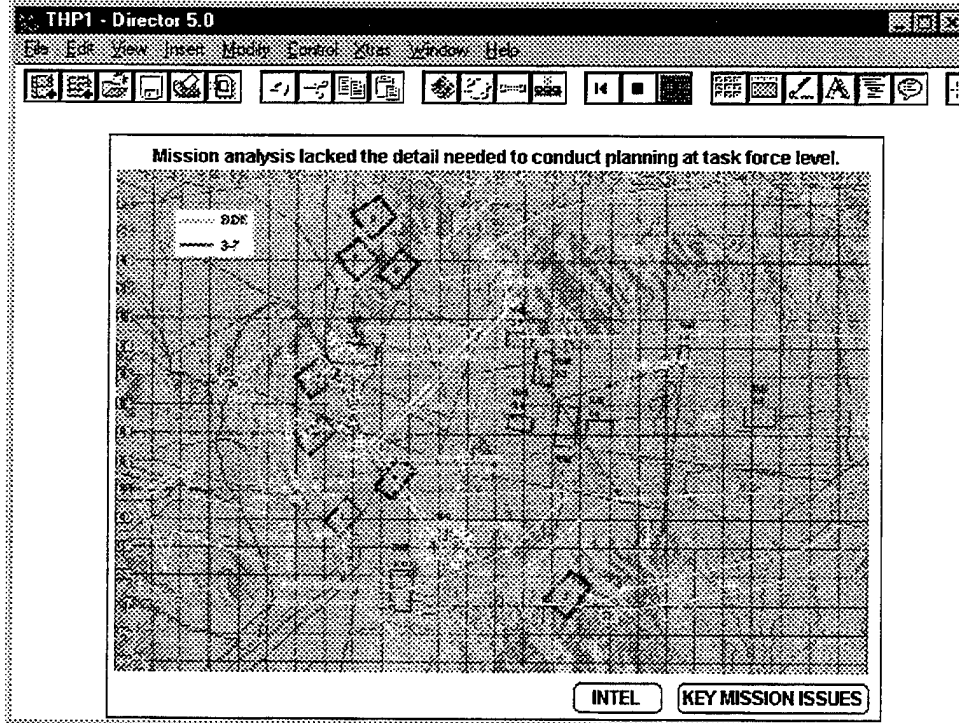 THP1 - Director 5.0
File Edit View Insert Modify Control Xtras Window Help
Mission analysis lacked the detail needed to conduct planning at task force level.
BDE
3-7
INTEL
KEY MISSION ISSUES